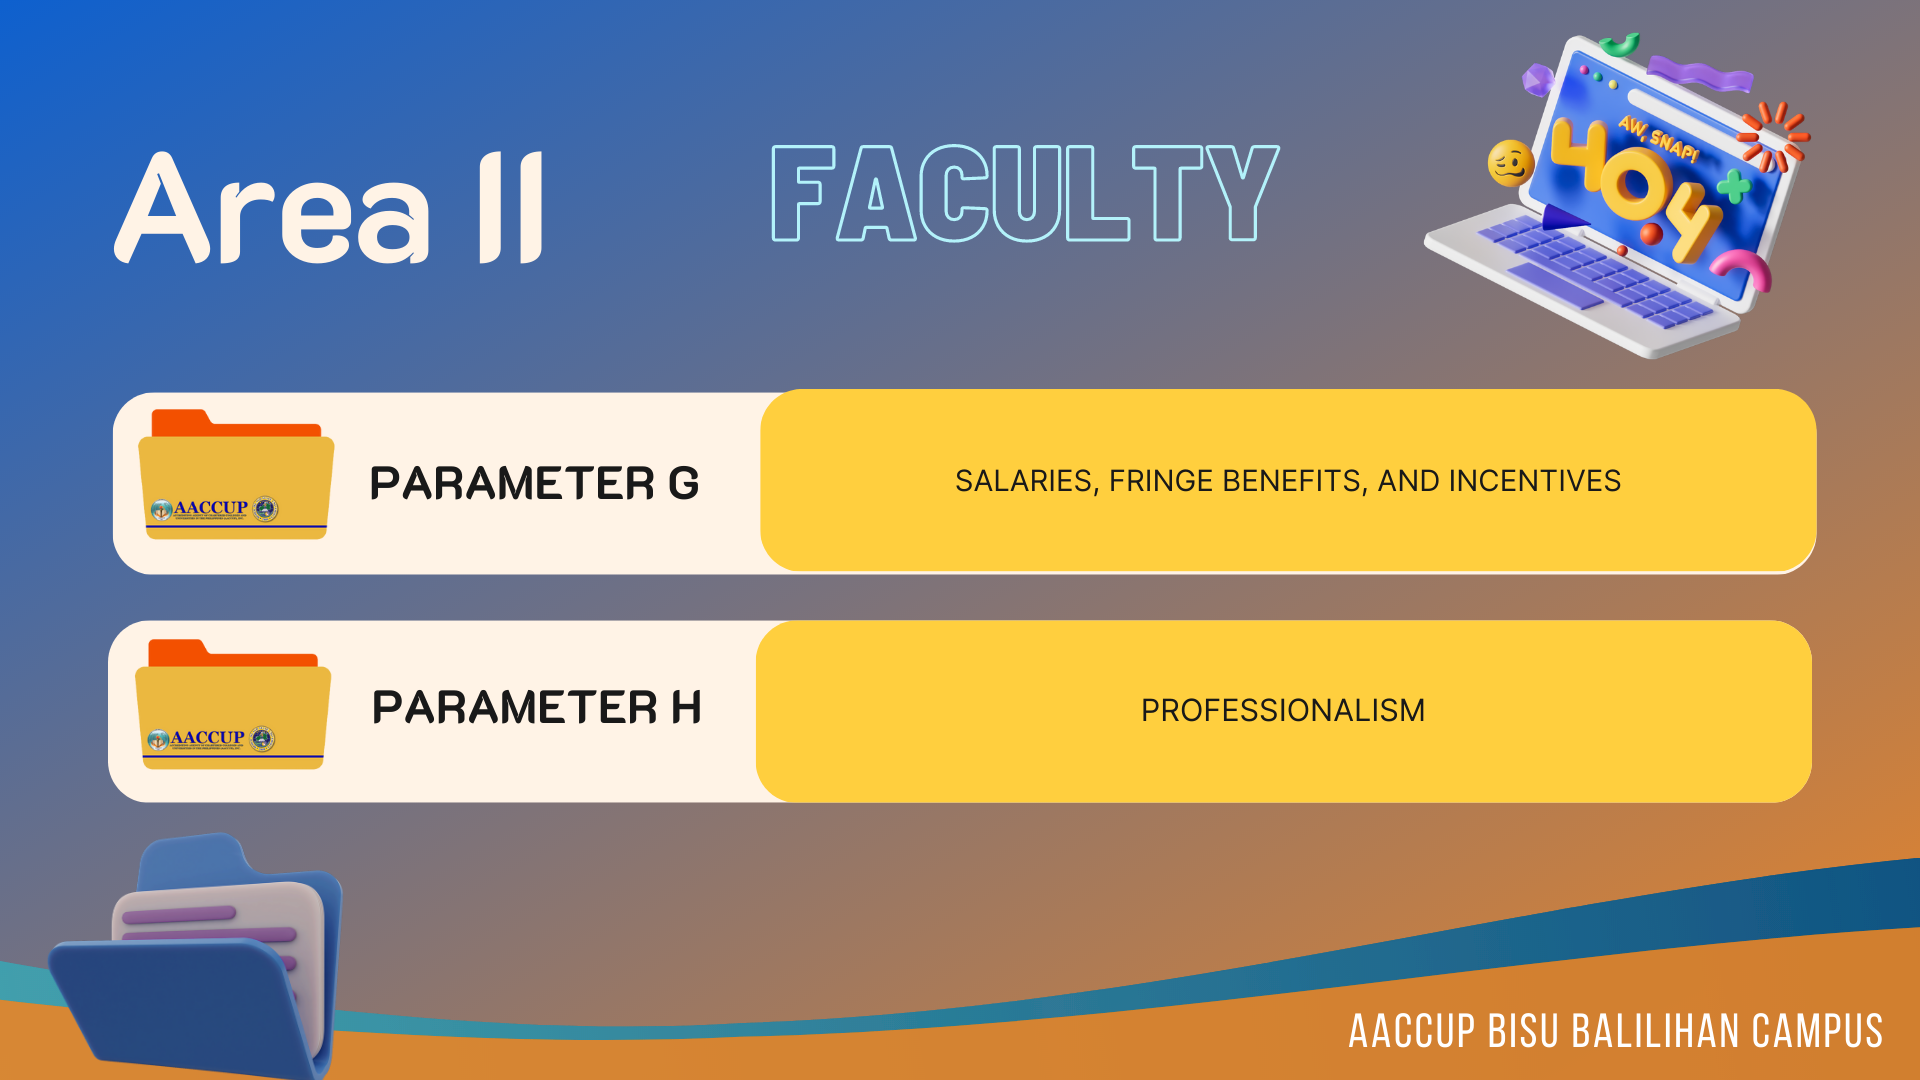 Area II
FACULTY
AW, SNAP!
404
PARAMETER G
SALARIES, FRINGE BENEFITS, AND INCENTIVES
AACCUP
PARAMETER H
PROFESSIONALISM
AACCUP
AACCUP BISU BALILIHAN CAMPUS